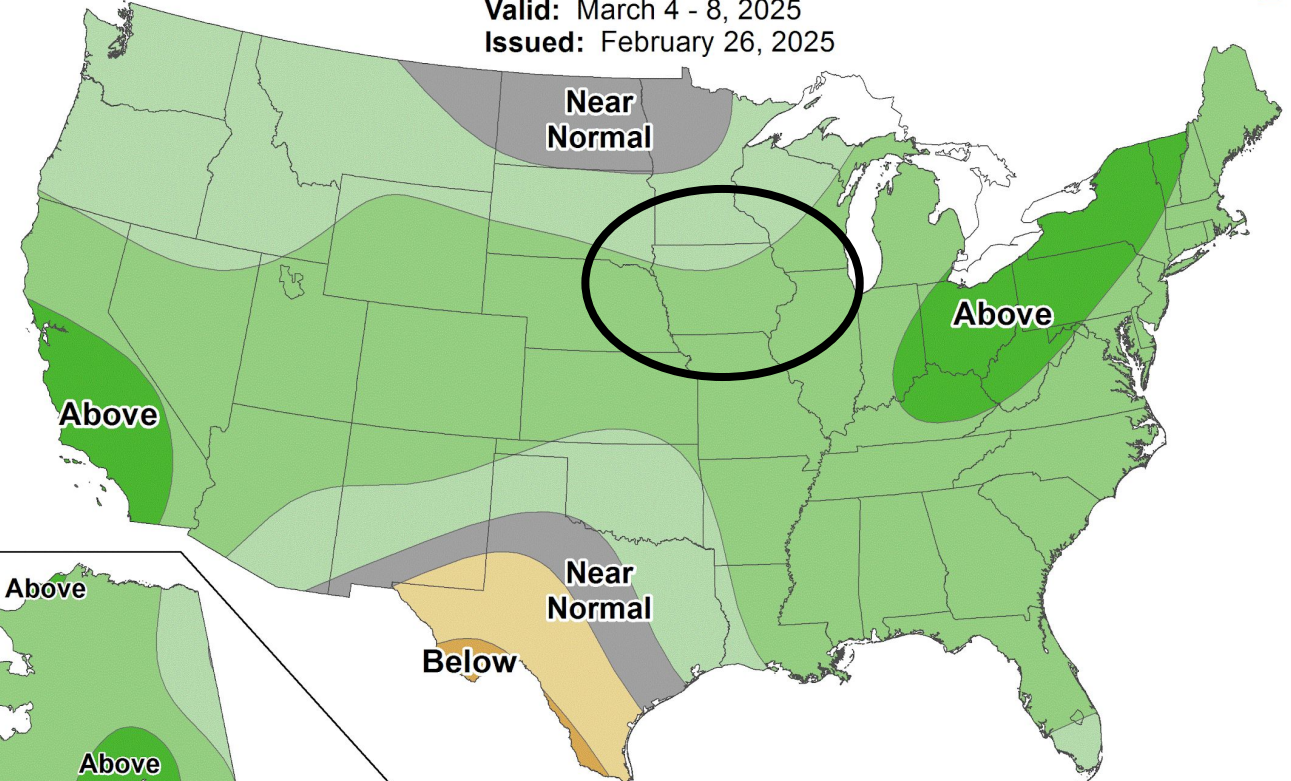 Valid: March 4 - 8, 2025
Issued: February 26, 2025
Near
Normal
Above
Above
Near
Normal
Below
Above
Above